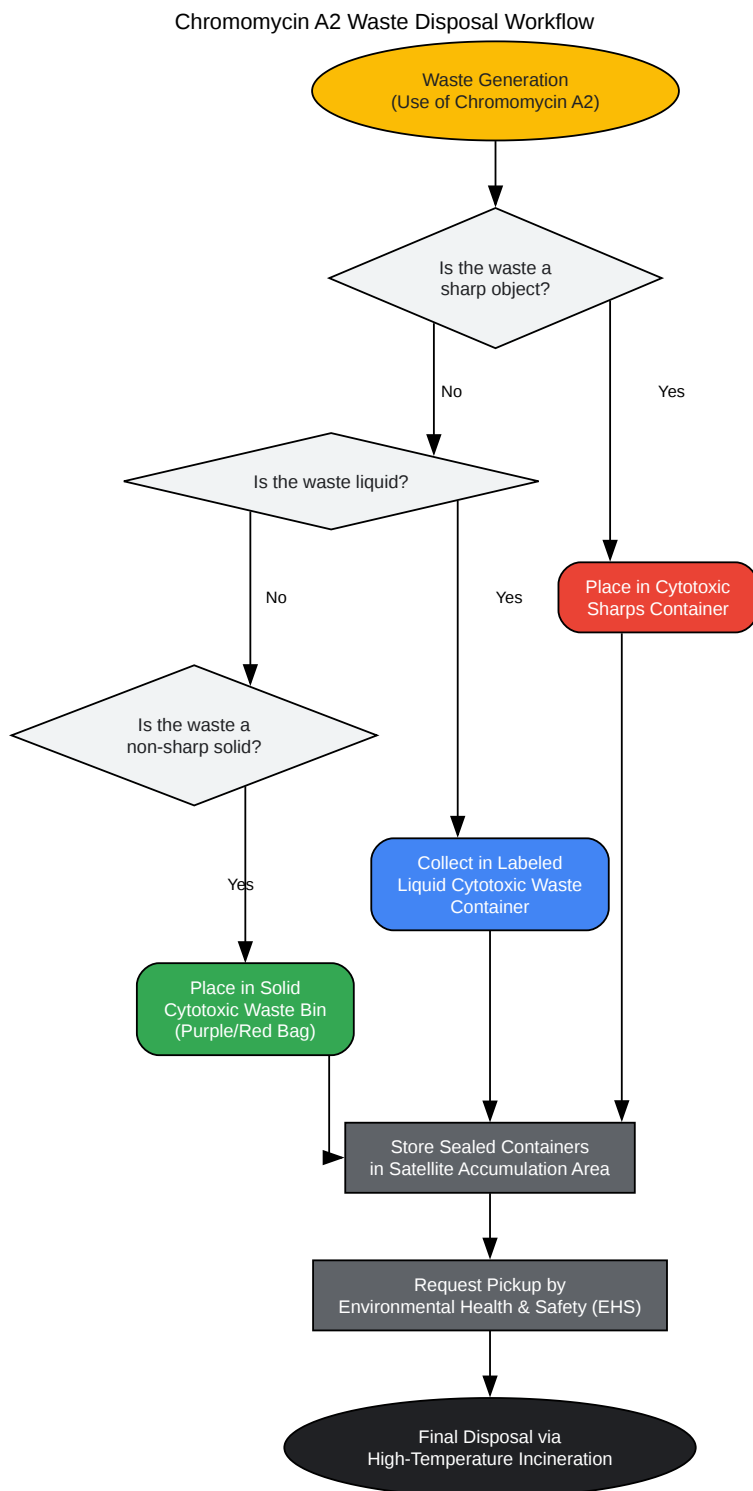 Chromomycin A2 Waste Disposal Workflow
Waste Generation
(Use of Chromomycin A2)
Is the waste a
sharp object?
No
Yes
Is the waste liquid?
No
Yes
Place in Cytotoxic
Sharps Container
Is the waste a
non-sharp solid?
Yes
Collect in Labeled
Liquid Cytotoxic Waste
Container
Place in Solid
Cytotoxic Waste Bin
(Purple/Red Bag)
Store Sealed Containers
in Satellite Accumulation Area
Request Pickup by
Environmental Health & Safety (EHS)
Final Disposal via
High-Temperature Incineration